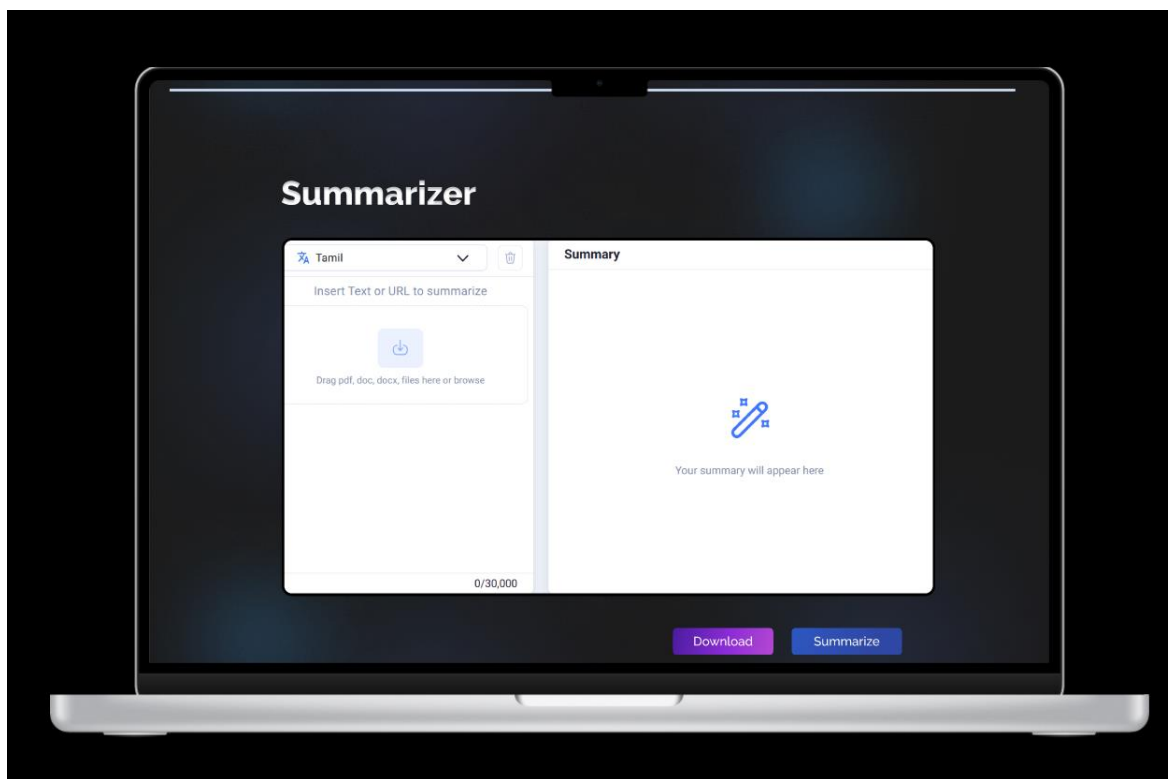 Summarizer
Tamil
Summary
Insert Text or URL to summarize
Drag pdf, doc, docx, files here or browse
Your summary will appear here
0/30,000
Download
Summarize